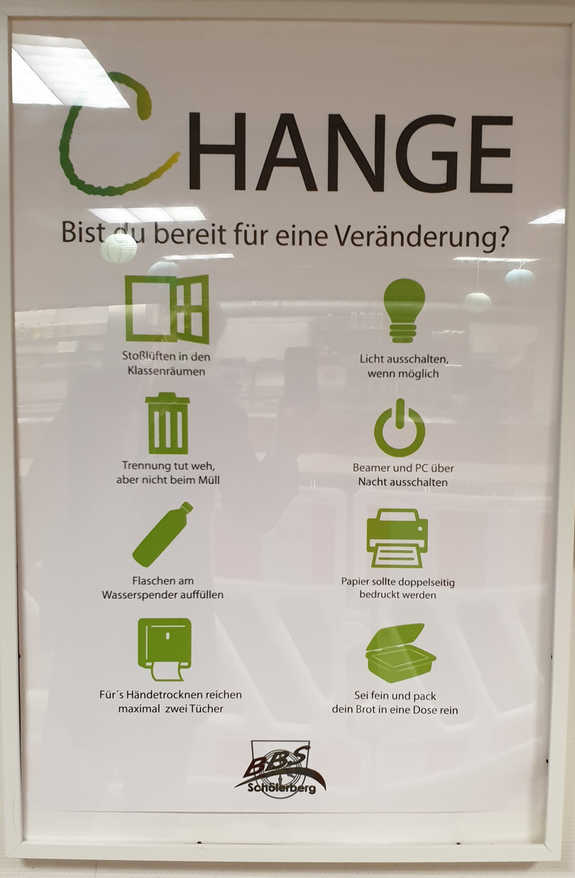 CHANGE
Bist du bereit für eine Veränderung?
Stoßlüften in den
Klassenräumen
Licht ausschalten,
wenn möglich
Trennung tut weh,
aber nicht beim Müll
Beamer und PC über
Nacht ausschalten
Flaschen am
Wasserspender auffüllen
Papier sollte doppelseitig
bedruckt werden
Für´s Händetrocknen reichen
maximal zwei Tücher
Sei fein und pack
dein Brot in eine Dose rein
BBS
Schölerberg